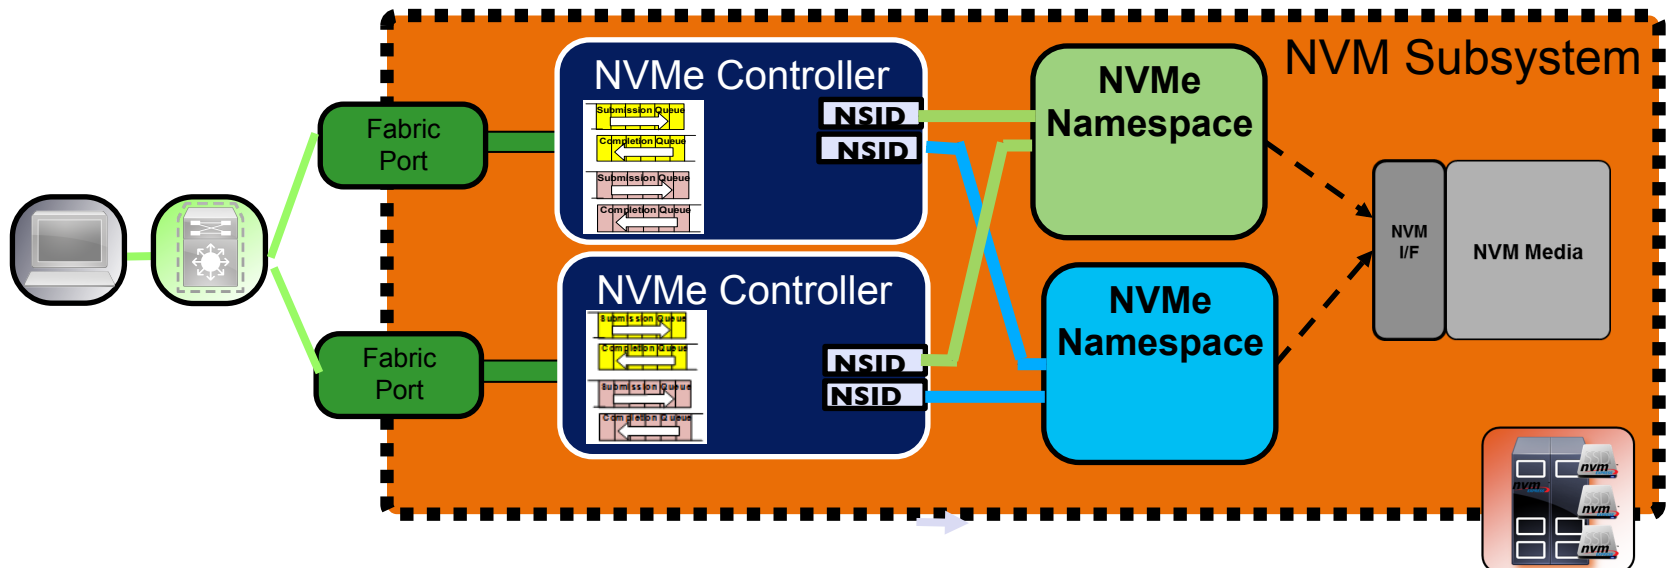 NVM Subsystem
NVMe Controller
Submission Queue
Completion Queue
Submission Queue
Completion Queue
NSID
NSID
NVMe
Namespace
Fabric
Port
NVM
I/F
NVM Media
NVMe Controller
Submission Queue
Completion Queue
Submission Queue
Completion Queue
NSID
NSID
NVMe
Namespace
Fabric
Port
nvm
nvm
nvm
nvm